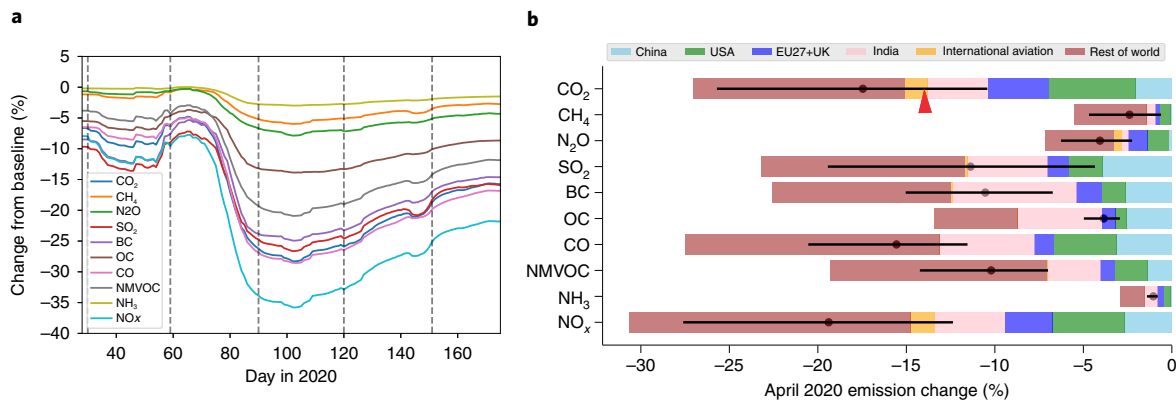 a
5
0
−5
−10
−15
−20
−25
−30
−35
−40
Change from baseline (%)
CO₂
CH₄
N2O
SO₂
BC
OC
CO
NMVOC
NH₃
NOx
40
60
80
100
120
140
160
Day in 2020
b
China
USA
EU27+UK
India
International aviation
Rest of world
CO₂
CH₄
N₂O
SO₂
BC
OC
CO
NMVOC
NH₃
NOₓ
−30
−25
−20
−15
−10
−5
0
April 2020 emission change (%)